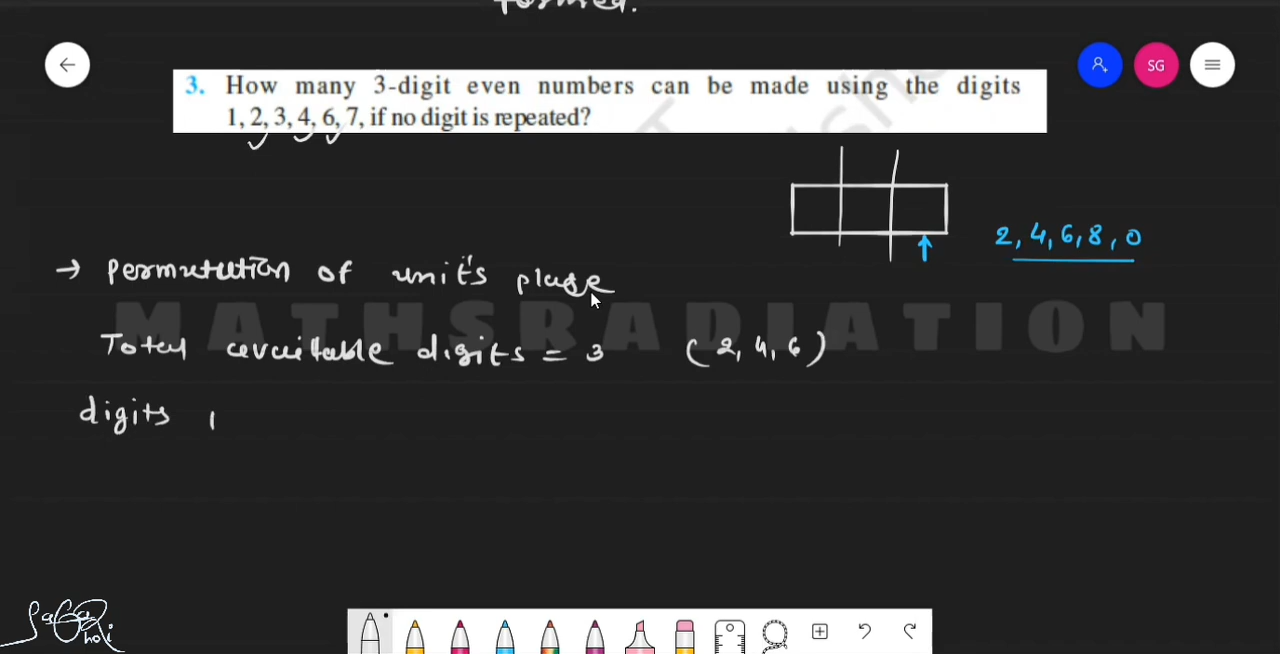 formed.
SG
3. How many 3-digit even numbers can be made using the digits
1, 2, 3, 4, 6, 7, if no digit is repeated?
2, 4, 6, 8, 0
→ Permutation of unit's place
MATHSRADIATION
Total available digits = 3 (2, 4, 6)
digits